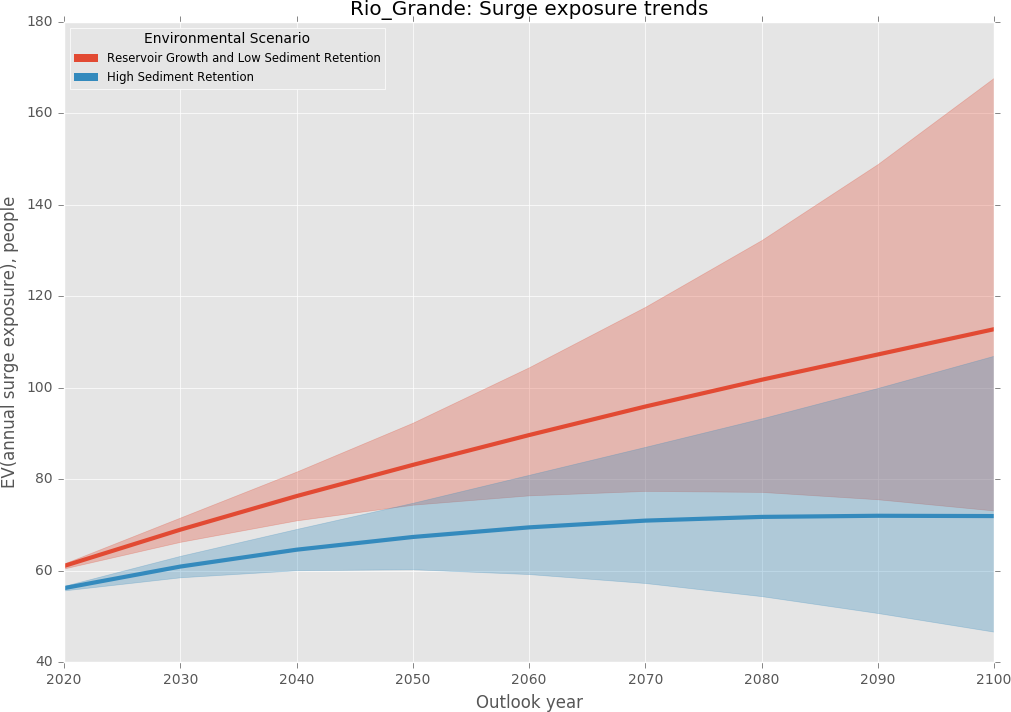 Rio_Grande: Surge exposure trends
180
160
140
120
100
80
60
40
EV(annual surge exposure), people
Environmental Scenario
Reservoir Growth and Low Sediment Retention
High Sediment Retention
2020 2030 2040 2050 2060 2070 2080 2090 2100
Outlook year